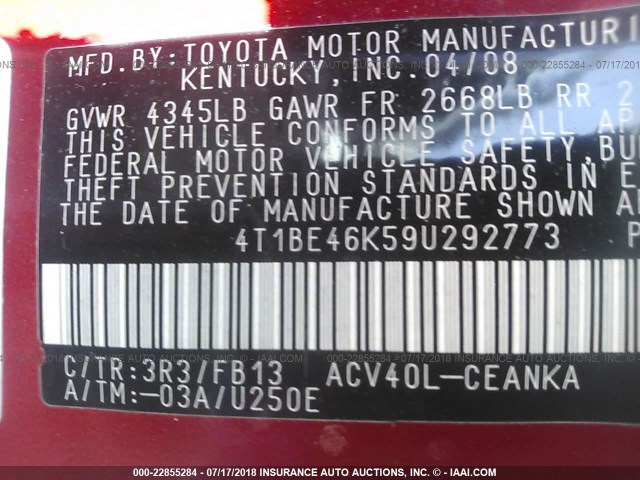 MFD. BY: TOYOTA MOTOR MANUFACTURI
KENTUCKY, INC. 04/08
GVWR 4345LB GAWR FR 2668LB RR 2
THIS VEHICLE CONFORMS TO ALL AP
FEDERAL MOTOR VEHICLE SAFETY, BU
THEFT PREVENTION STANDARDS IN E
THE DATE OF MANUFACTURE SHOWN A
4T1BE46K59U292773 P
C/TR:3R3/FB13 ACV40L-CEANKA
A/TM:-03A/U250E
000-22855284 - 07/17/2018 - INSURANCE AUTO AUCTIONS, INC. - © - IAAI.COM